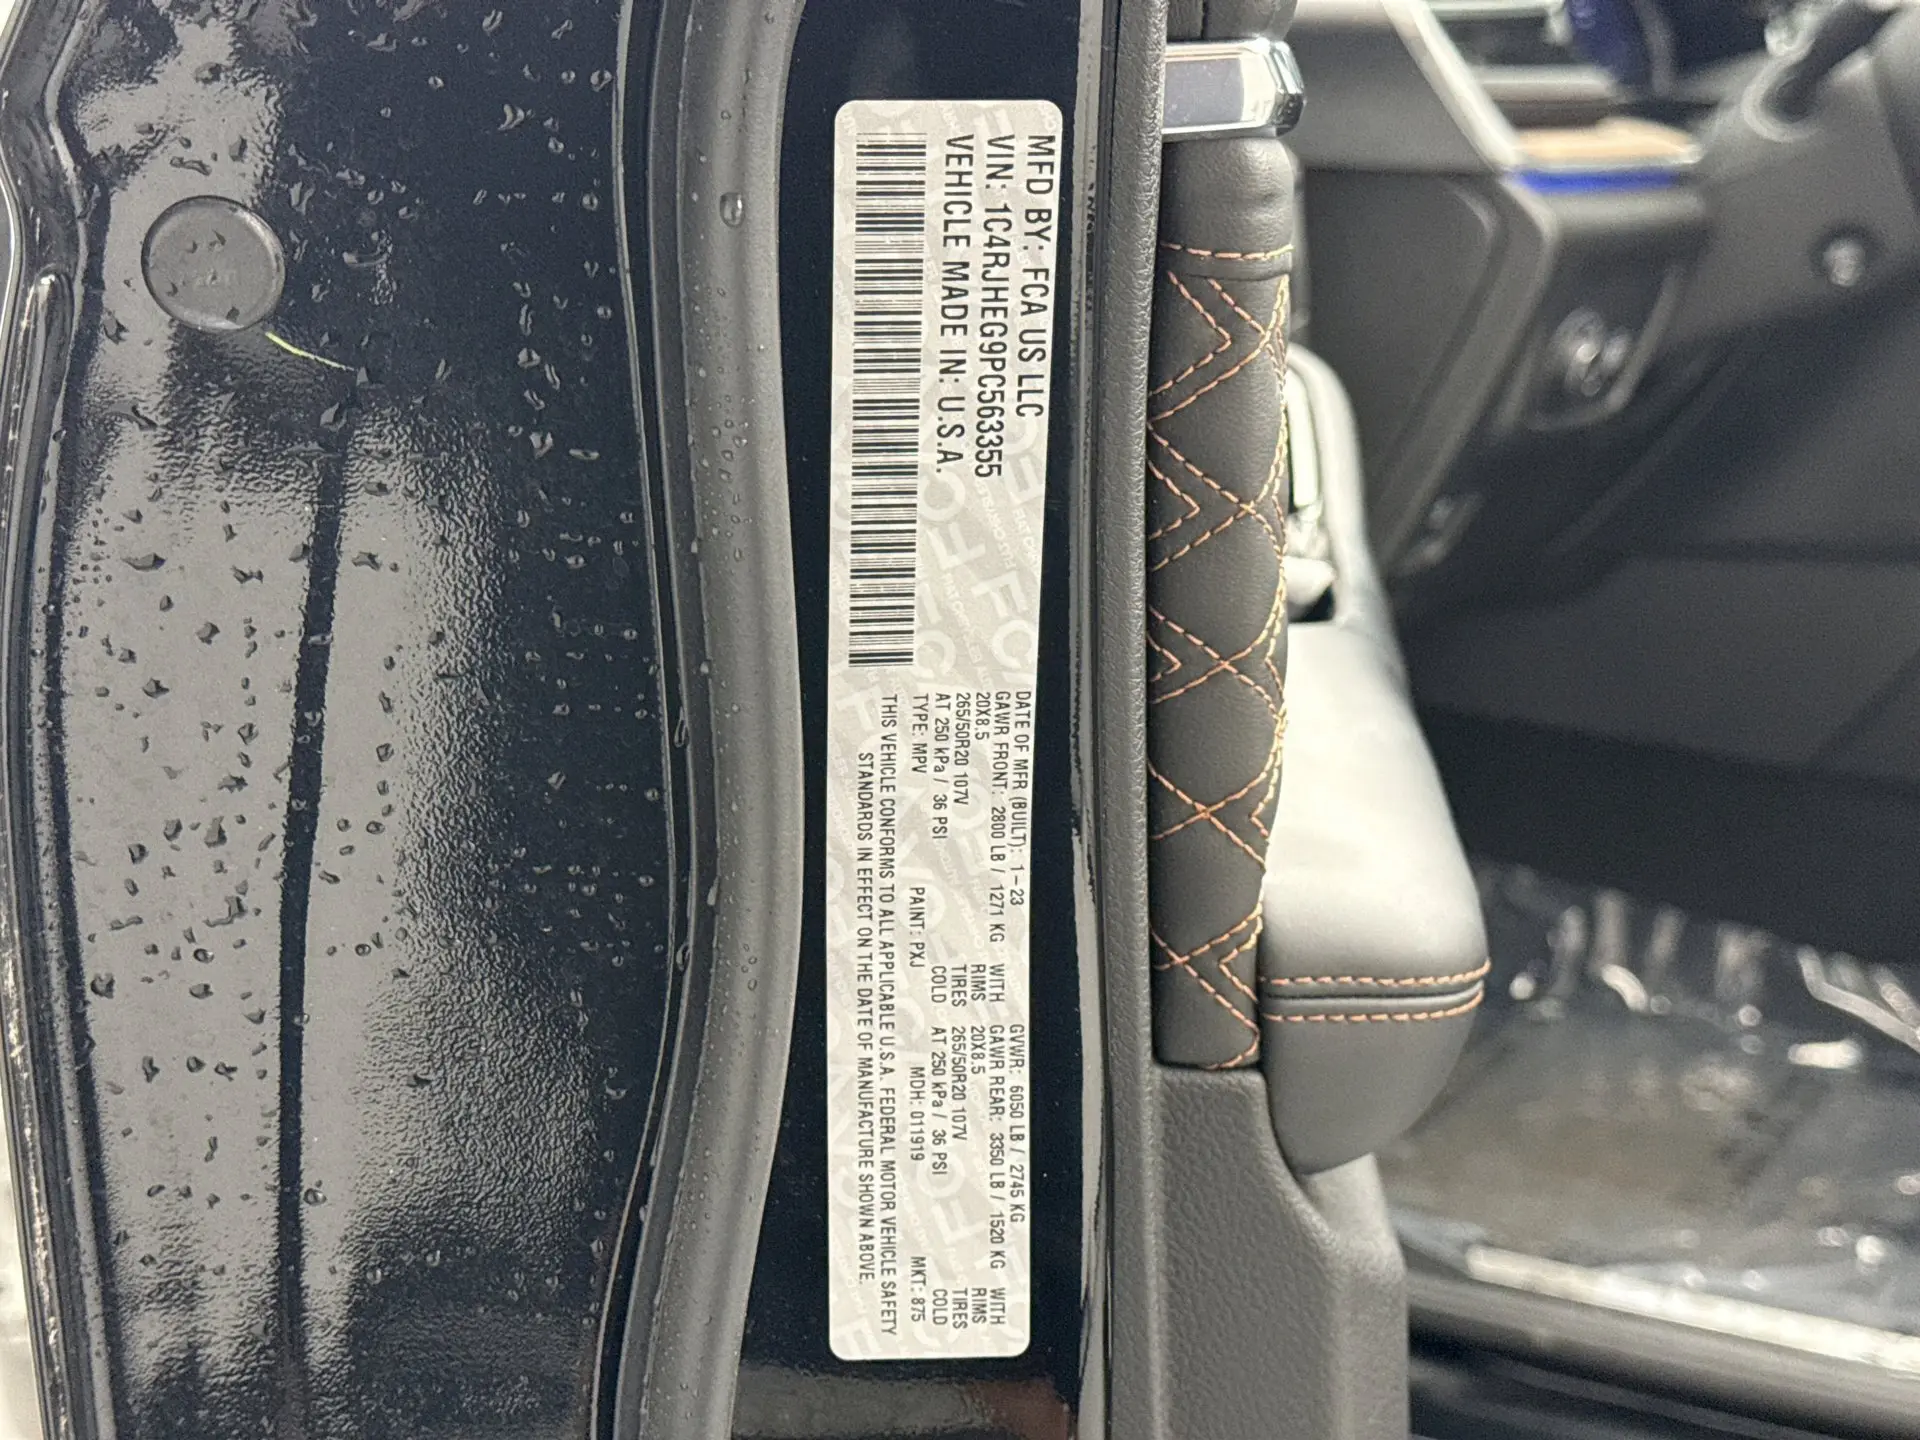 MFD BY: FCA US LLC
VIN: 1C4RJHEG9PC563355
VEHICLE MADE IN: U.S.A.
DATE OF MFR (BUILT): 1-23 GVWR: 6050 LB / 2745 KG
GAWR FRONT: 2800 LB / 1271 KG WITH GAWR REAR: 3350 LB / 1520 KG WITH
20X8.5 RIMS 20X8.5 RIMS
265/50R20 107V TIRES 265/50R20 107V TIRES
AT 250 kPa / 36 PSI COLD AT 250 kPa / 36 PSI COLD
TYPE: MPV PAINT: PXJ MDH: 011919 MKT: 875
THIS VEHICLE CONFORMS TO ALL APPLICABLE U.S.A. FEDERAL MOTOR VEHICLE SAFETY
STANDARDS IN EFFECT ON THE DATE OF MANUFACTURE SHOWN ABOVE.